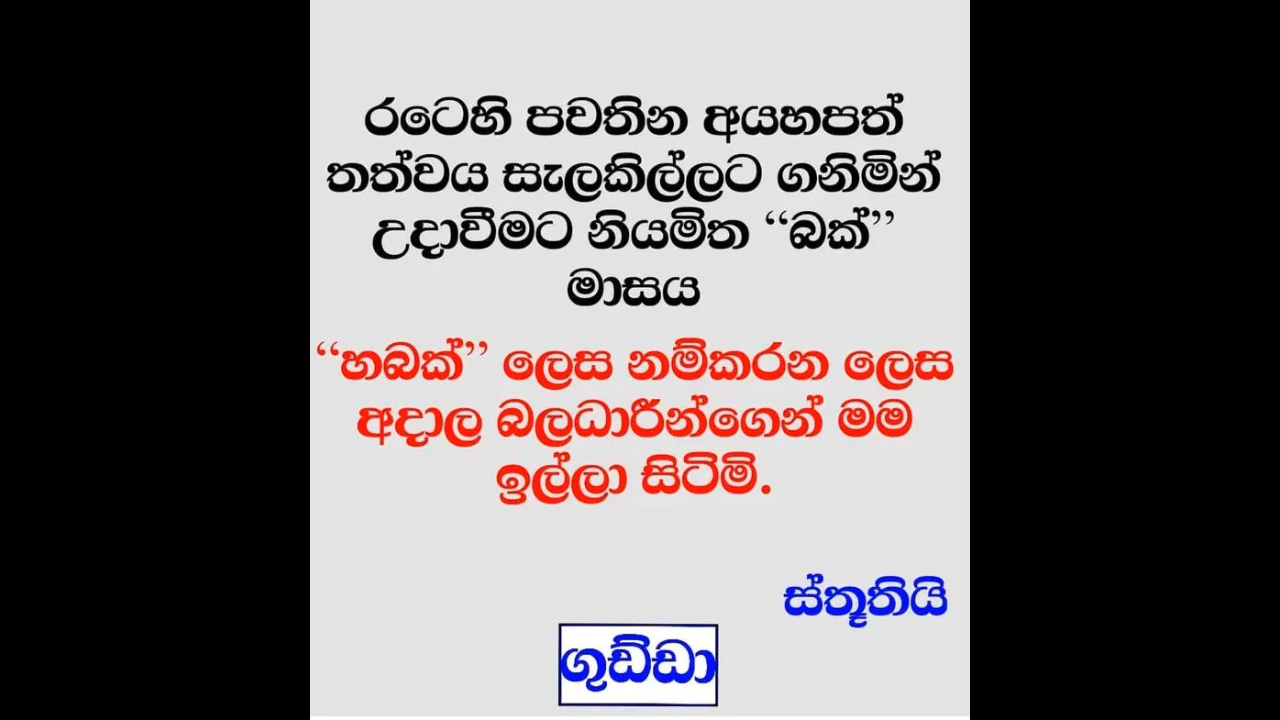 රටෙහි පවතින අයහපත්
තත්වය සැලකිල්ලට ගනිමින්
උදාවීමට නියමිත “බක්”
මාසය
“හබක්” ලෙස නම්කරන ලෙස
අදාල බලධාරීන්ගෙන් මම
ඉල්ලා සිටිමි.
ස්තූතියි
ගුඩ්ඩා